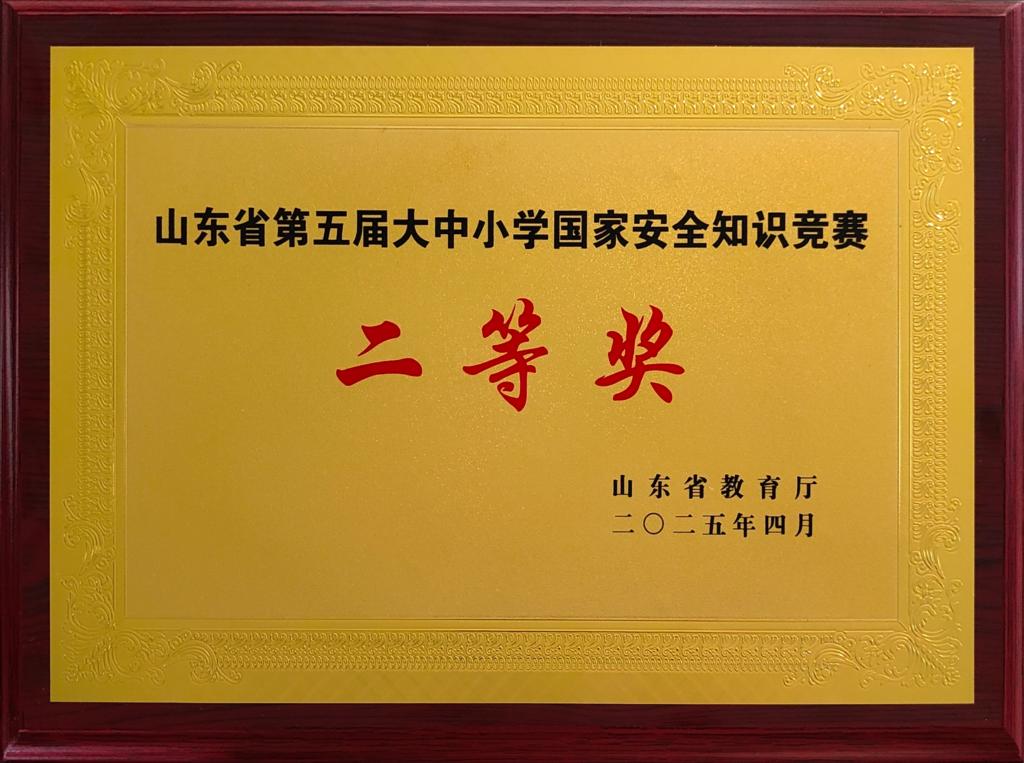 山东省第五届大中小学国家安全知识竞赛
二等奖
山东省教育厅
二〇二五年四月